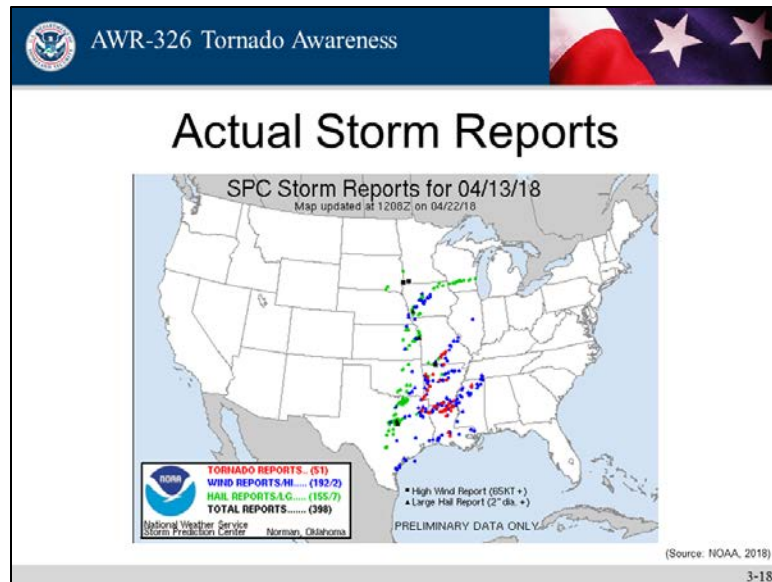 AWR-326 Tornado Awareness
Actual Storm Reports
SPC Storm Reports for 04/13/18
Map updated at 1208Z on 04/22/18
NOAA
TORNADO REPORTS.. (51)
WIND REPORTS/HI..... (192/2)
HAIL REPORTS/LG..... (155/7)
TOTAL REPORTS....... (398)
National Weather Service
Storm Prediction Center Norman, Oklahoma
High Wind Report (65KT +)
Large Hail Report (2" dia. +)
PRELIMINARY DATA ONLY
(Source: NOAA, 2018)
3-18